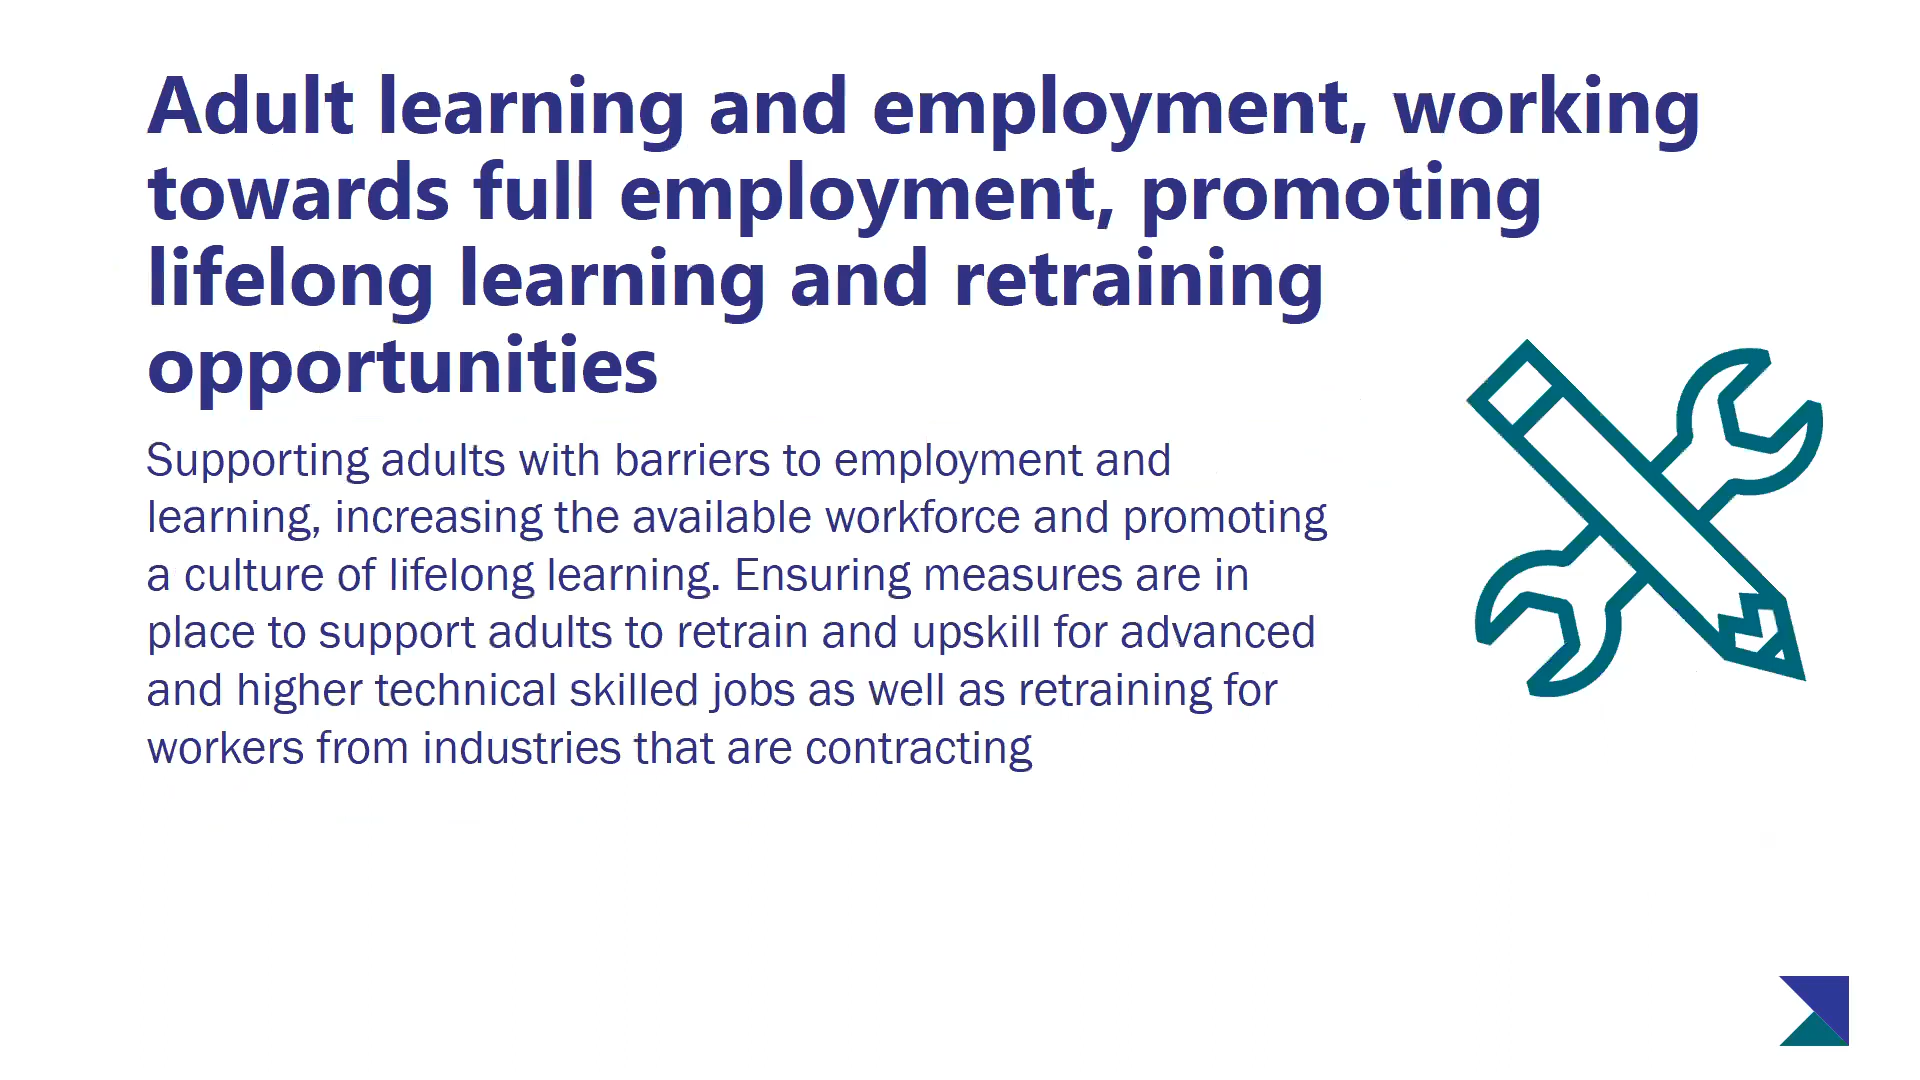 Adult learning and employment, working
towards full employment, promoting
lifelong learning and retraining
opportunities
Supporting adults with barriers to employment and
learning, increasing the available workforce and promoting
a culture of lifelong learning. Ensuring measures are in
place to support adults to retrain and upskill for advanced
and higher technical skilled jobs as well as retraining for
workers from industries that are contracting